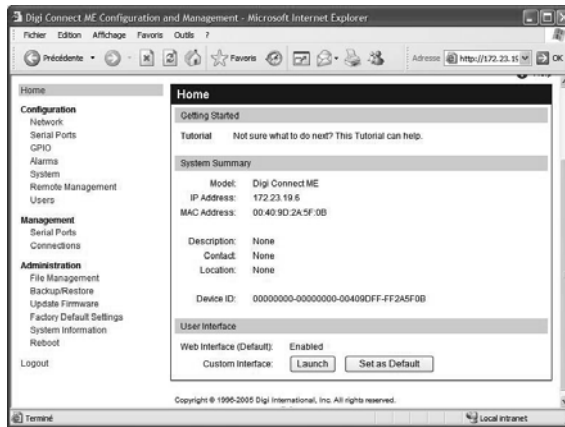 Digi Connect ME Configuration and Management - Microsoft Internet Explorer
Fichier Edition Affichage Favoris Outils ?
Précédente Favoris Adresse http://172.23.19 OK
Home
Configuration
Network
Serial Ports
GPIO
Alarms
System
Remote Management
Users
Management
Serial Ports
Connections
Administration
File Management
Backup/Restore
Update Firmware
Factory Default Settings
System Information
Reboot
Logout
Home
Getting Started
Tutorial Not sure what to do next? This Tutorial can help.
System Summary
Model: Digi Connect ME
IP Address: 172.23.19.6
MAC Address: 00:40:9D:2A:5F:0B
Description: None
Contact: None
Location: None
Device ID: 00000000-00000000-00409DFF-FF2A5F0B
User Interface
Web Interface (Default): Enabled
Custom Interface: Launch Set as Default
Copyright © 1996-2005 Digi International, Inc. All rights reserved.
Terminé Local intranet